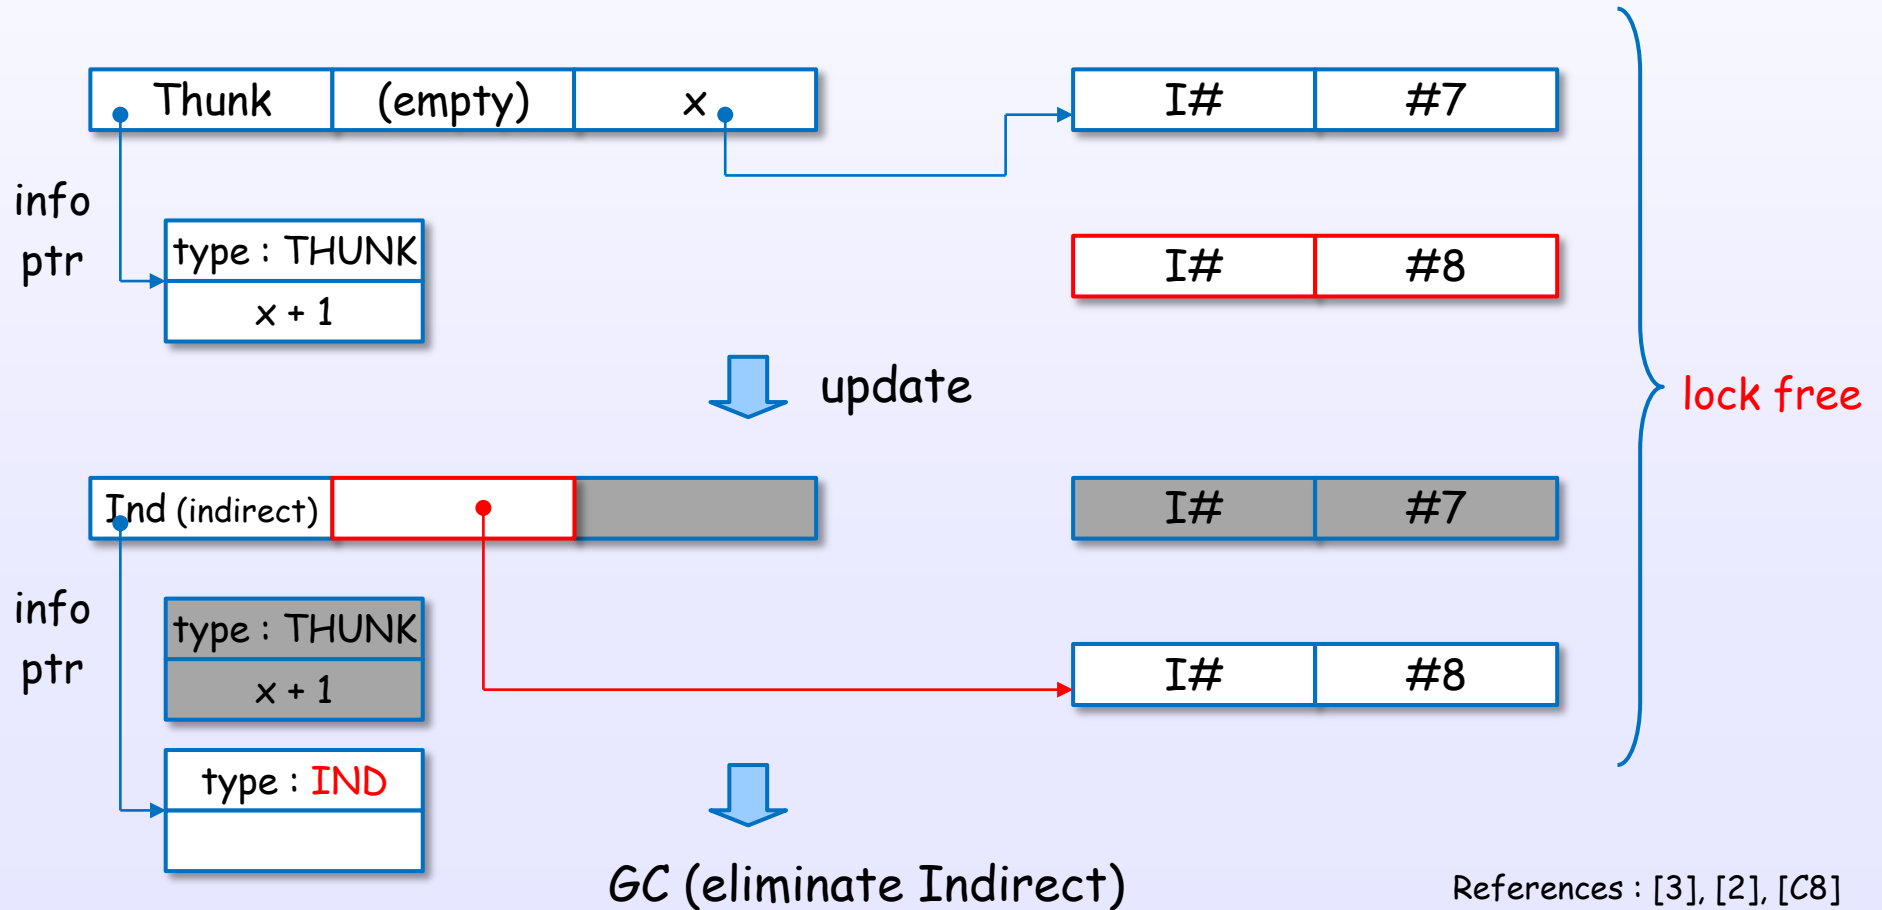 Thunk (empty) x I# #7
info
ptr
type : THUNK
x + 1
I# #8
update
lock free
Ind (indirect) I# #7
info
ptr
type : THUNK
x + 1
I# #8
type : IND
GC (eliminate Indirect)
References : [3], [2], [C8]